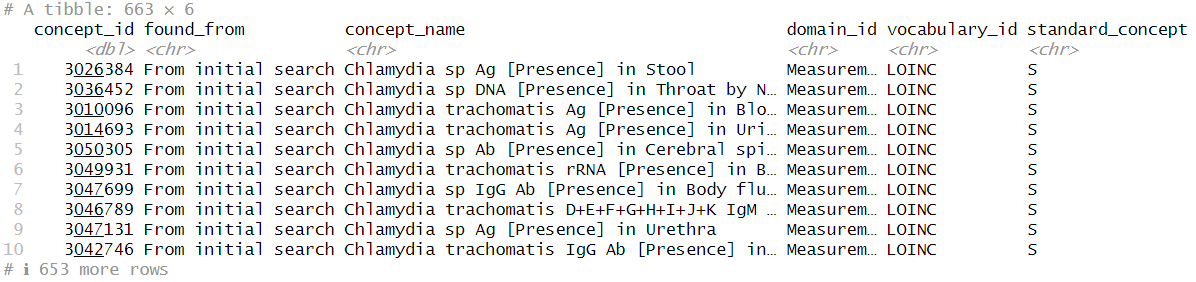 # A tibble: 663 × 6
concept_id found_from concept_name domain_id vocabulary_id standard_concept
<dbl> <chr> <chr> <chr> <chr> <chr>
1 3026384 From initial search Chlamydia sp Ag [Presence] in Stool Measurem… LOINC S
2 3036452 From initial search Chlamydia sp DNA [Presence] in Throat by N… Measurem… LOINC S
3 3010096 From initial search Chlamydia trachomatis Ag [Presence] in Blo… Measurem… LOINC S
4 3014693 From initial search Chlamydia trachomatis Ag [Presence] in Uri… Measurem… LOINC S
5 3050305 From initial search Chlamydia sp Ab [Presence] in Cerebral spi… Measurem… LOINC S
6 3049931 From initial search Chlamydia trachomatis rRNA [Presence] in B… Measurem… LOINC S
7 3047699 From initial search Chlamydia sp IgG Ab [Presence] in Body flu… Measurem… LOINC S
8 3046789 From initial search Chlamydia trachomatis D+E+F+G+H+I+J+K IgM … Measurem… LOINC S
9 3047131 From initial search Chlamydia sp Ag [Presence] in Urethra Measurem… LOINC S
10 3042746 From initial search Chlamydia trachomatis IgG Ab [Presence] in… Measurem… LOINC S
# ℹ 653 more rows